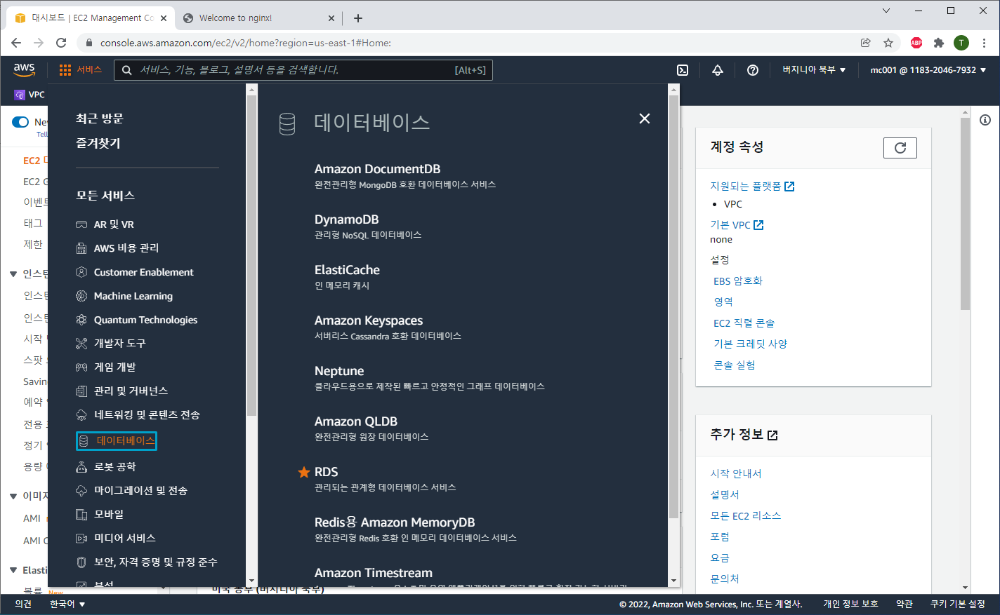 대시보드 | EC2 Management Co
Welcome to nginx!
console.aws.amazon.com/ec2/v2/home?region=us-east-1#Home:
ABP
T
aws
서비스
서비스, 기능, 블로그, 설명서 등을 검색합니다.
[Alt+S]
버지니아 북부
mc001 @ 1183-2046-7932
VPC
Ne
Tell
EC2
EC2 G
이벤트
태그
제한
인스턴
인스턴
인스턴
시작
스팟
Savin
예약
전용
정기
용량
이미지
AMI
AMI C
Elasti
볼륨 New
최근 방문
즐겨찾기
모든 서비스
AR 및 VR
AWS 비용 관리
Customer Enablement
Machine Learning
Quantum Technologies
개발자 도구
게임 개발
관리 및 거버넌스
네트워킹 및 콘텐츠 전송
데이터베이스
로봇 공학
마이그레이션 및 전송
모바일
미디어 서비스
보안, 자격 증명 및 규정 준수
분석
데이터베이스
Amazon DocumentDB
완전관리형 MongoDB 호환 데이터베이스 서비스
DynamoDB
관리형 NoSQL 데이터베이스
ElastiCache
인 메모리 캐시
Amazon Keyspaces
서버리스 Cassandra 호환 데이터베이스
Neptune
클라우드용으로 제작된 빠르고 안정적인 그래프 데이터베이스
Amazon QLDB
완전관리형 원장 데이터베이스
RDS
관리되는 관계형 데이터베이스 서비스
Redis용 Amazon MemoryDB
완전관리형 Redis 호환 인 메모리 데이터베이스 서비스
Amazon Timestream
미국 동부 (버지니아 북부)
계정 속성
지원되는 플랫폼
• VPC
기본 VPC
none
설정
EBS 암호화
영역
EC2 직렬 콘솔
기본 크레딧 사양
콘솔 실험
추가 정보
시작 안내서
설명서
모든 EC2 리소스
포럼
요금
문의처
의견
한국어
© 2022, Amazon Web Services, Inc. 또는 계열사.
개인 정보 보호
약관
쿠키 기본 설정